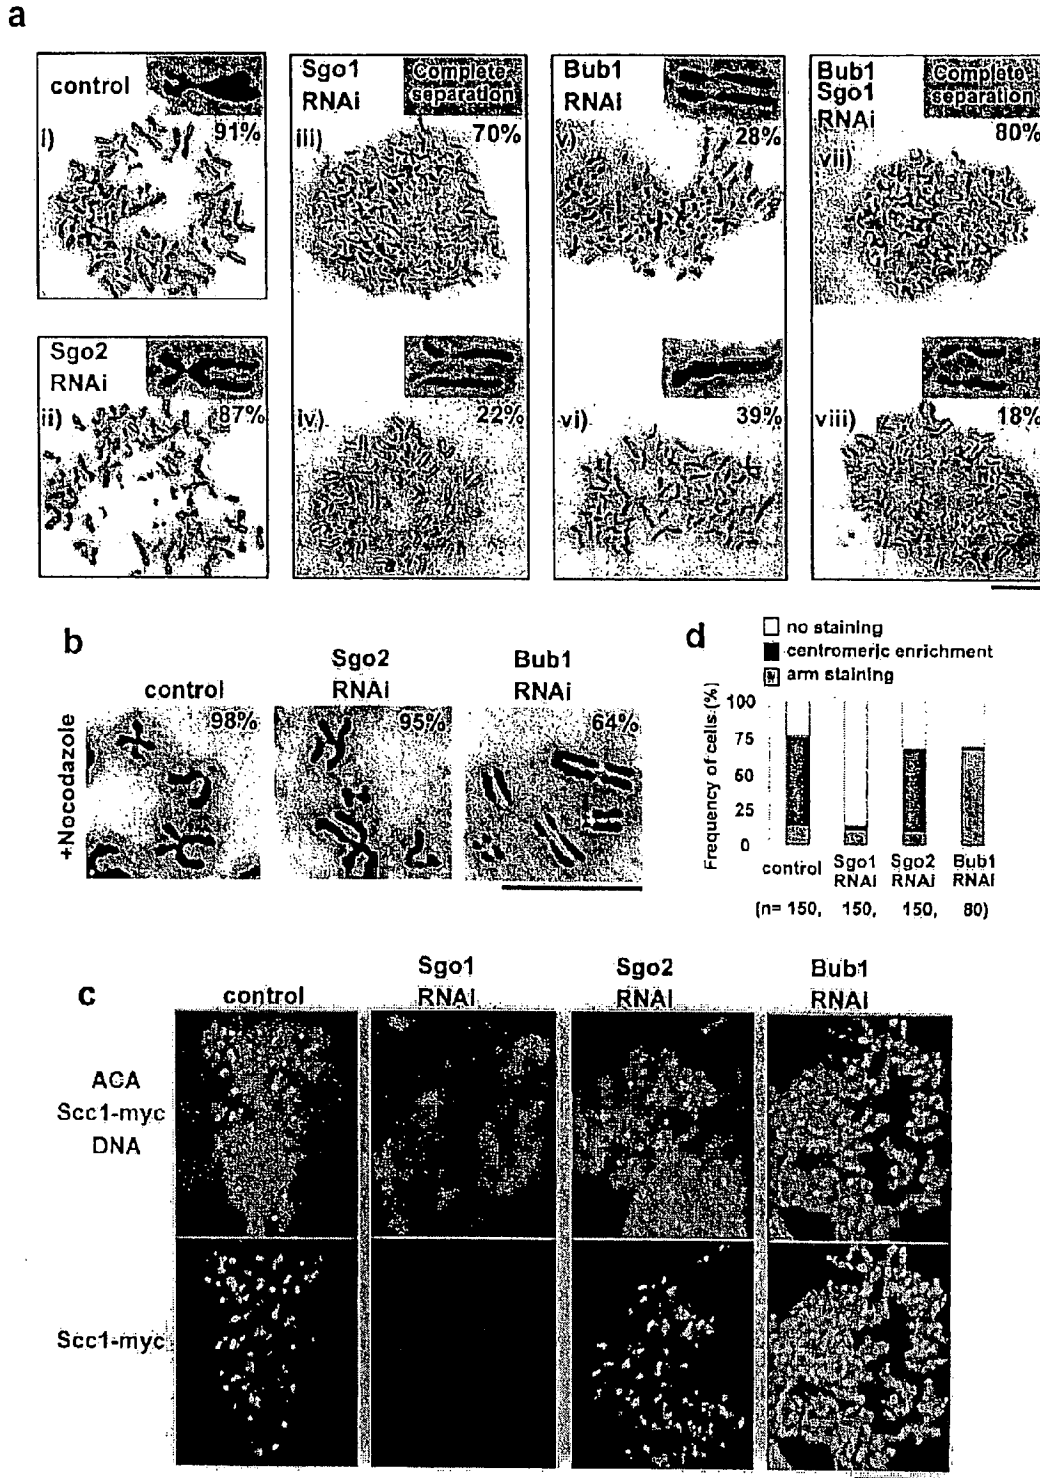 a
control
91%
i)
Sgo1
RNAi
Complete
separation
70%
iii)
Bub1
RNAi
28%
v)
Bub1
Sgo1
RNAi
Complete
separation
80%
vii)
Sgo2
RNAi
87%
ii)
22%
iv)
39%
vi)
18%
viii)
b
control
Sgo2
RNAi
Bub1
RNAi
+Nocodazole
98%
95%
64%
d
no staining
centromeric enrichment
arm staining
Frequency of cells (%)
100
75
50
25
0
control
Sgo1
RNAi
Sgo2
RNAi
Bub1
RNAi
(n= 150, 150, 150, 80)
c
control
Sgo1
RNAi
Sgo2
RNAi
Bub1
RNAi
ACA
Scc1-myc
DNA
Scc1-myc